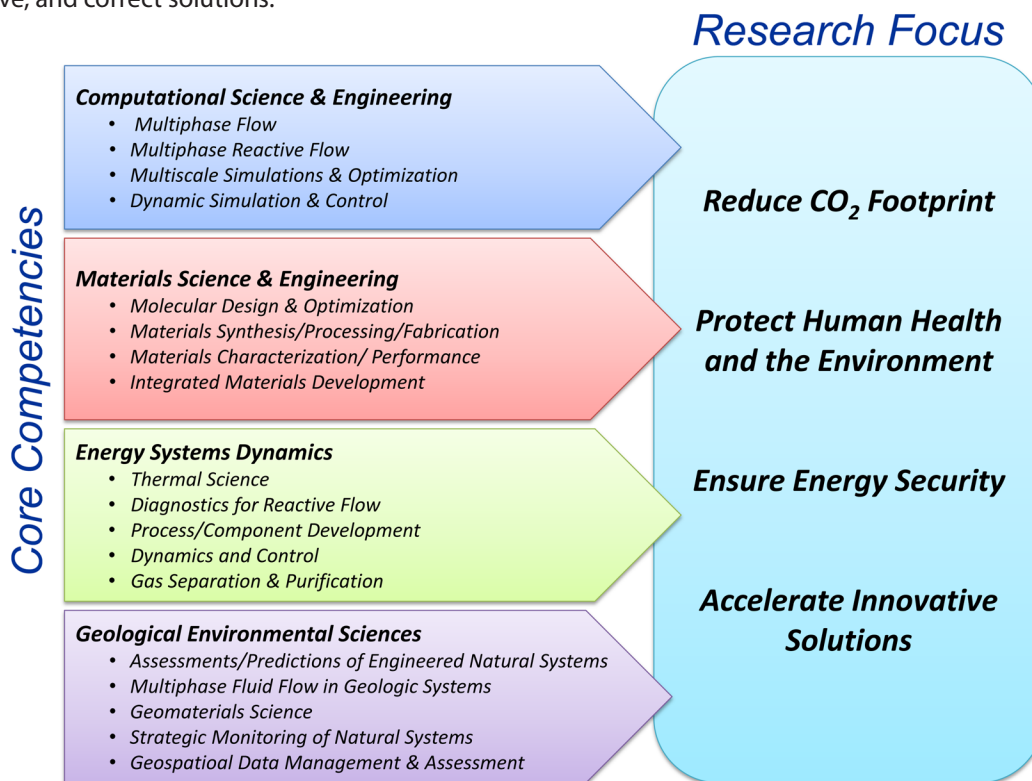 ve, and correct solutions.
Research Focus
Core Competencies
Computational Science & Engineering
• Multiphase Flow
• Multiphase Reactive Flow
• Multiscale Simulations & Optimization
• Dynamic Simulation & Control
Materials Science & Engineering
• Molecular Design & Optimization
• Materials Synthesis/Processing/Fabrication
• Materials Characterization/ Performance
• Integrated Materials Development
Energy Systems Dynamics
• Thermal Science
• Diagnostics for Reactive Flow
• Process/Component Development
• Dynamics and Control
• Gas Separation & Purification
Geological Environmental Sciences
• Assessments/Predictions of Engineered Natural Systems
• Multiphase Fluid Flow in Geologic Systems
• Geomaterials Science
• Strategic Monitoring of Natural Systems
• Geospatioal Data Management & Assessment
Reduce CO₂ Footprint
Protect Human Health
and the Environment
Ensure Energy Security
Accelerate Innovative
Solutions